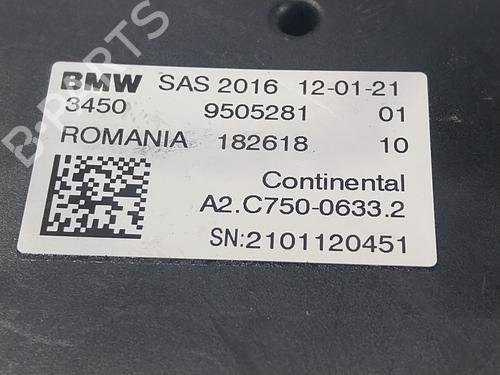 B-PARTS
BMW SAS 2016 12-01-21
3450 9505281 01
ROMANIA 182618 10
Continental
A2.C750-0633.2
SN:2101120451